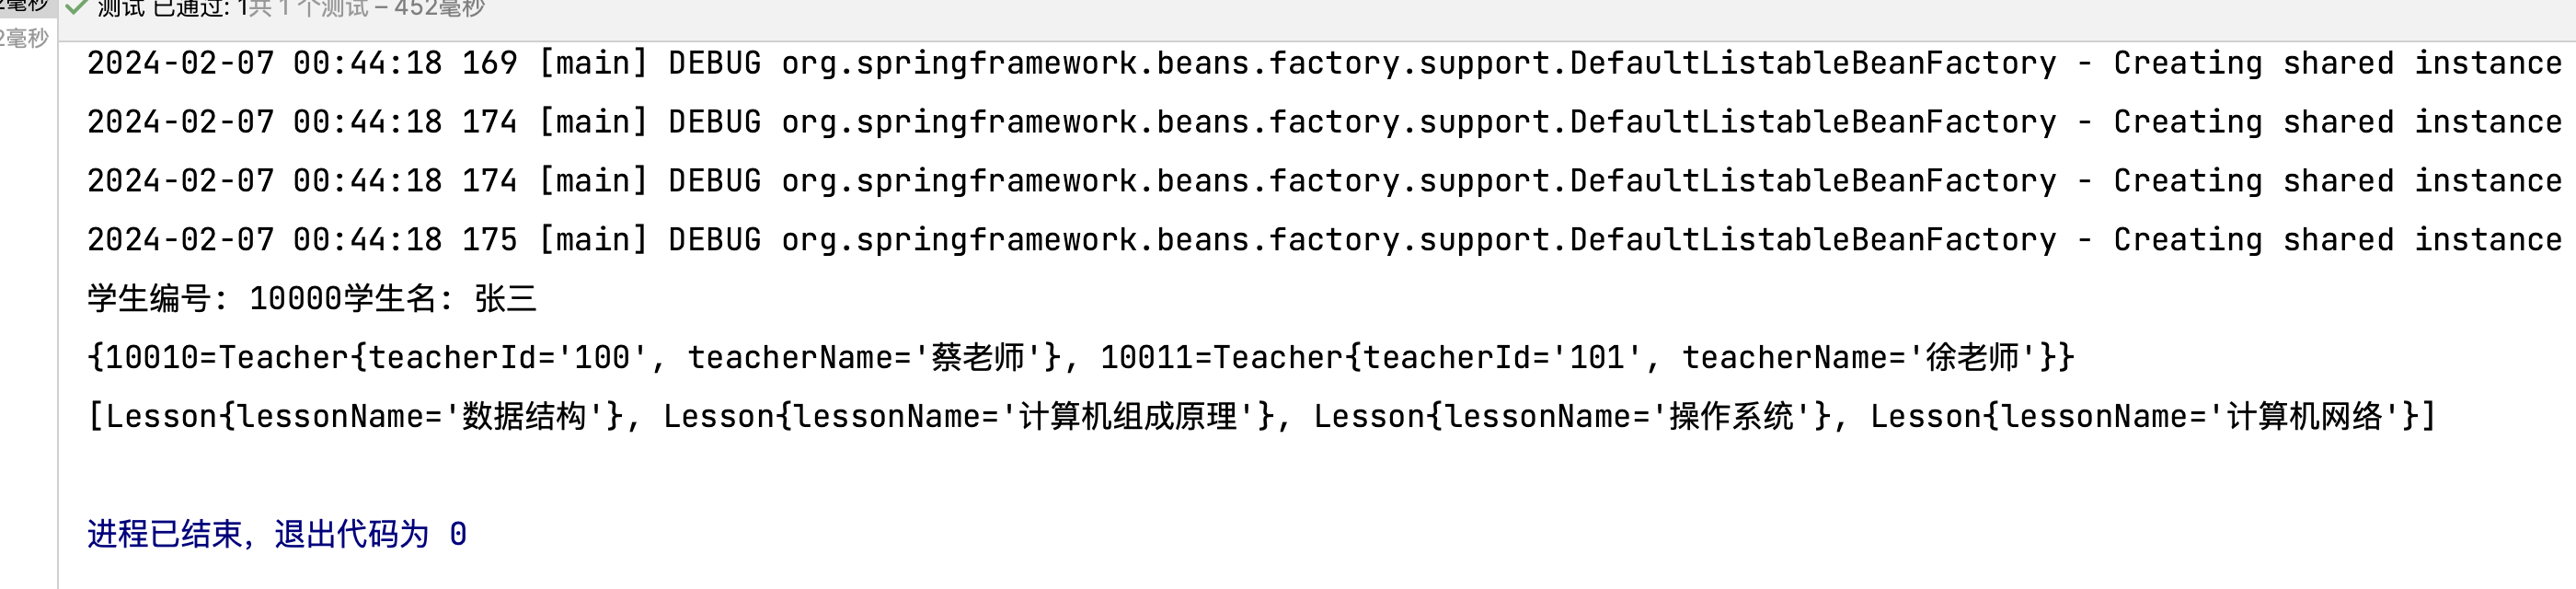 2毫秒
测试 已通过: 1共 1 个测试 – 452毫秒
2毫秒
2024-02-07 00:44:18 169 [main] DEBUG org.springframework.beans.factory.support.DefaultListableBeanFactory - Creating shared instance
2024-02-07 00:44:18 174 [main] DEBUG org.springframework.beans.factory.support.DefaultListableBeanFactory - Creating shared instance
2024-02-07 00:44:18 174 [main] DEBUG org.springframework.beans.factory.support.DefaultListableBeanFactory - Creating shared instance
2024-02-07 00:44:18 175 [main] DEBUG org.springframework.beans.factory.support.DefaultListableBeanFactory - Creating shared instance
学生编号: 10000学生名: 张三
{10010=Teacher{teacherId='100', teacherName='蔡老师'}, 10011=Teacher{teacherId='101', teacherName='徐老师'}}
[Lesson{lessonName='数据结构'}, Lesson{lessonName='计算机组成原理'}, Lesson{lessonName='操作系统'}, Lesson{lessonName='计算机网络'}]
进程已结束，退出代码为 0